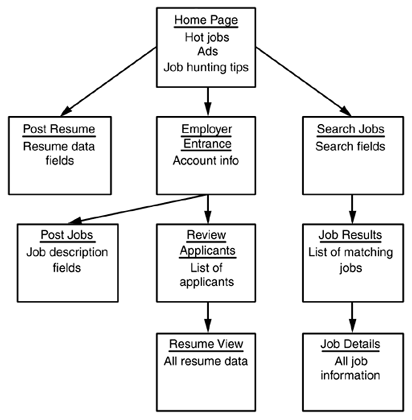 Home Page
Hot jobs
Ads
Job hunting tips
Post Resume
Resume data
fields
Employer
Entrance
Account info
Search Jobs
Search fields
Post Jobs
Job description
fields
Review
Applicants
List of
applicants
Job Results
List of matching
jobs
Resume View
All resume data
Job Details
All job
information